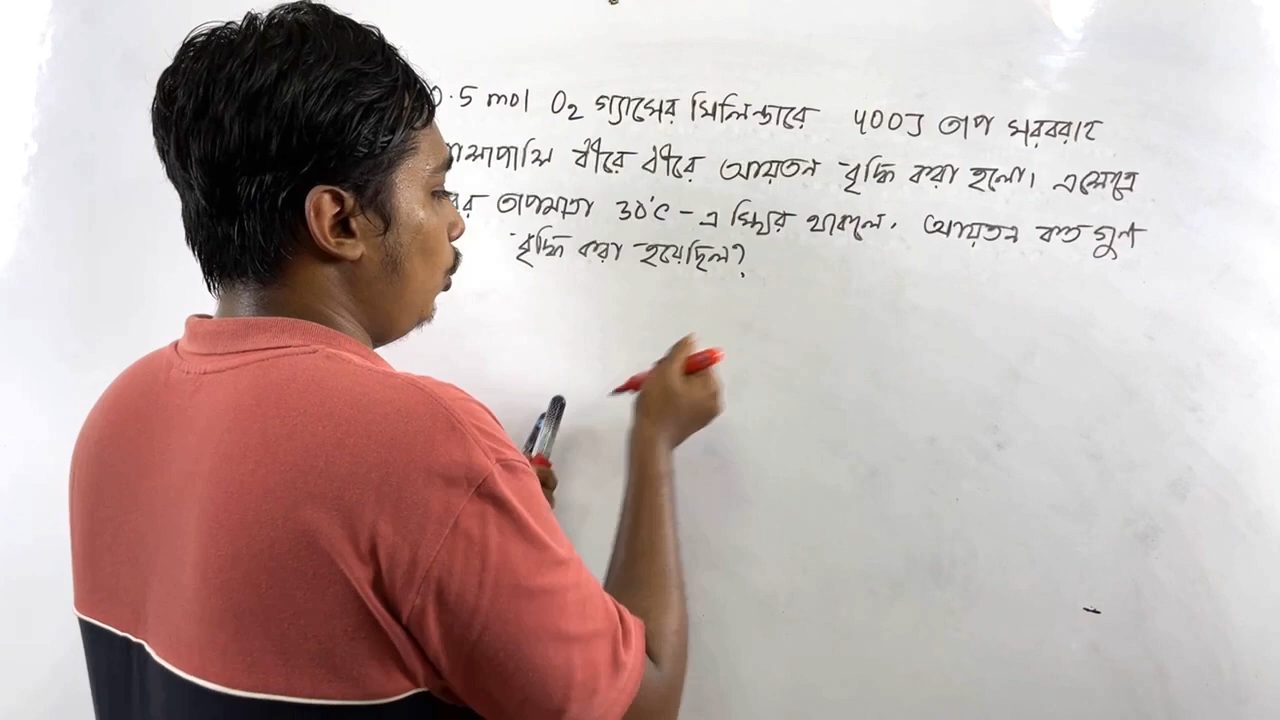 0.5 mol O₂ গ্যাসের সিলিন্ডারে 400J তাপ সরবরাহ
ধীরে ধীরে আয়তন বৃদ্ধি করা হলো। এক্ষেত্রে
তাপমাত্রা 30°C - এ স্থির থাকলে, আয়তন কত গুণ
বৃদ্ধি করা হয়েছিল?